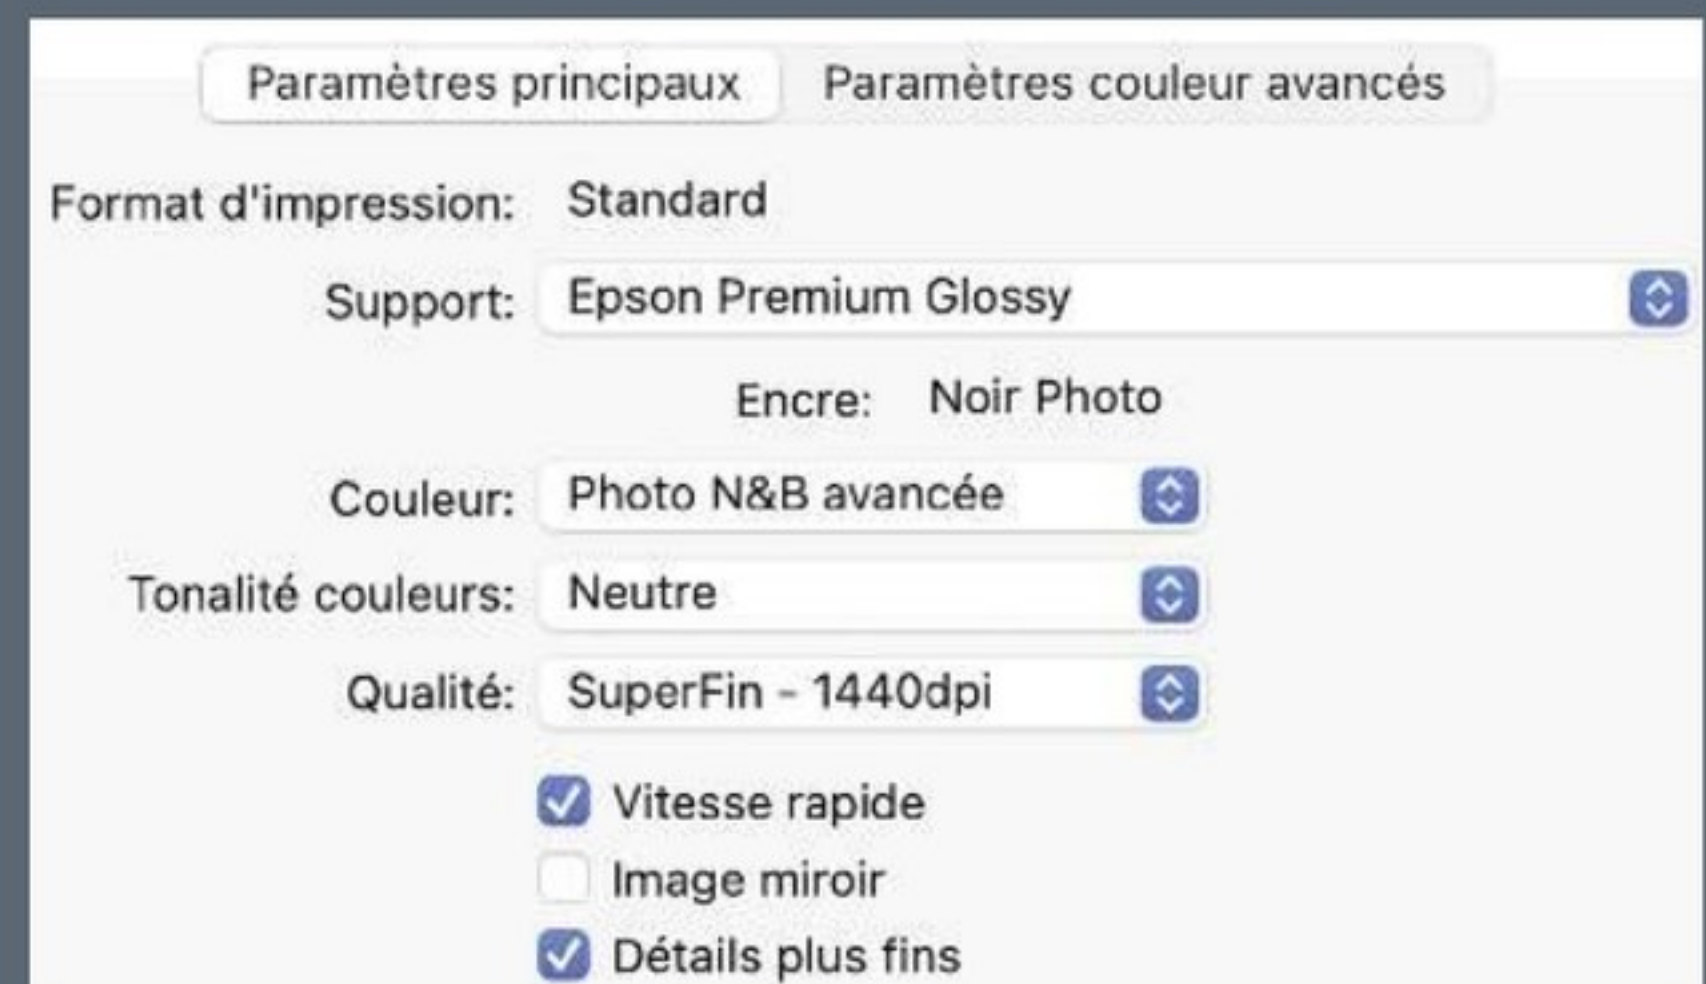 Paramètres principaux Paramètres couleur avancés
Format d'impression: Standard
Support: Epson Premium Glossy
Encre: Noir Photo
Couleur: Photo N&B avancée
Tonalité couleurs: Neutre
Qualité: SuperFin - 1440dpi
Vitesse rapide
Image miroir
Détails plus fins